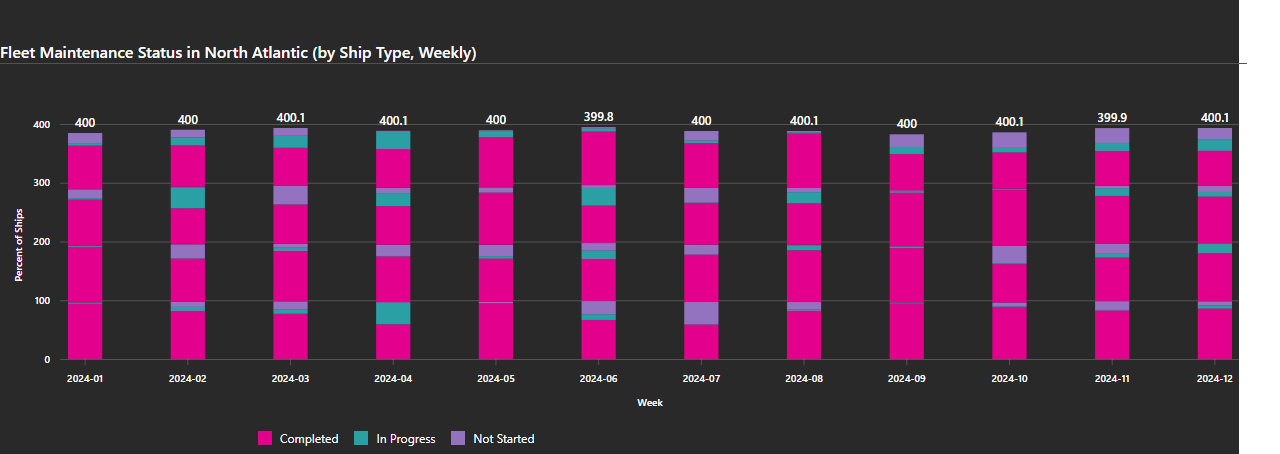 Fleet Maintenance Status in North Atlantic (by Ship Type, Weekly)
400 400 400.1 400.1 400 399.8 400 400.1 400 400.1 399.9 400.1
400
300
200
100
0
Percent of Ships
2024-01 2024-02 2024-03 2024-04 2024-05 2024-06 2024-07 2024-08 2024-09 2024-10 2024-11 2024-12
Week
Completed In Progress Not Started